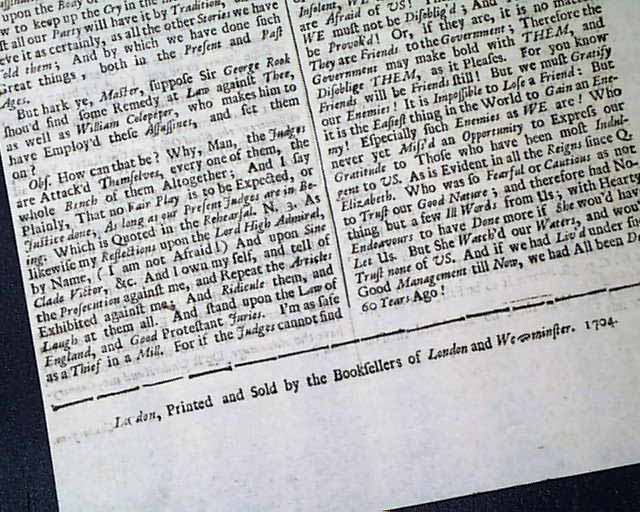 upon the Body of
w to keep up the Cry in the
st all our Party will have it by Tradition,
eve it as certainly, as all the other Stories we have
old them; And by which we have done such
Great things, both in the Present and Past
Ages.
But hark ye, Master, suppose Sir George Rook
shou'd find some Remedy at Law against Thee,
as well as William Colepeper, who makes him to
have Employ'd these Assassines, and set them
on?
Obs. How can that be? Why, Man, the Judges
are Attack'd Themselves, every one of them, the
whole Bench of them Altogether; And I say
Plainly, That no Fair Play is to be Expected, or
Justice done, As long as our Present Judges are in Be-
ing. Which is Quoted in the Rehearsal. N. 3. As
likewise my Reflections upon the Lord High Admiral,
by Name, (I am not Afraid!) And upon Sine
Clade Victor, &c. And I own my self, and tell of
the Prosecution against me, and Repeat the Articles
Exhibited against me; And Ridicule them, and
Laugh at them all. And stand upon the Law of
England, and Good Protestant Juries. I'm as safe
as a Thief in a Mill. For if the Judges cannot find
Insolent, WE
are Afraid of US!
WE must not be Disoblig'd; And
be Provok'd! Or, if they are, it is no
They are Friends to the Government; Therefore the
Government may make bold with THEM, and
Disoblige THEM, as it Pleases. For you know
Friends will be Friends still! But we must Gratify
our Enemies! It is Impossible to Lose a Friend: But
it is the Easiest thing in the World to Gain an Ene-
my! Especially such Enemies as WE are! Who
never yet Miss'd an Opportunity to Express our
Gratitude to Those who have been most Indul-
gent to US. As is Evident in all the Reigns since Q.
Elizabeth. Who was so Fearful or Cautious as not
to Trust our Good Nature; and therefore had No-
thing but a few Ill Words from Us; with Hearty
Endeavours to have Done more if She wou'd have
Let Us. But She Watch'd our Waters, and wou'd
Trust none of US. And if we had Liv'd under
Good Management till Now, we had All been
60 Years Ago!
London, Printed and Sold by the Booksellers of London and Westminster. 1704.